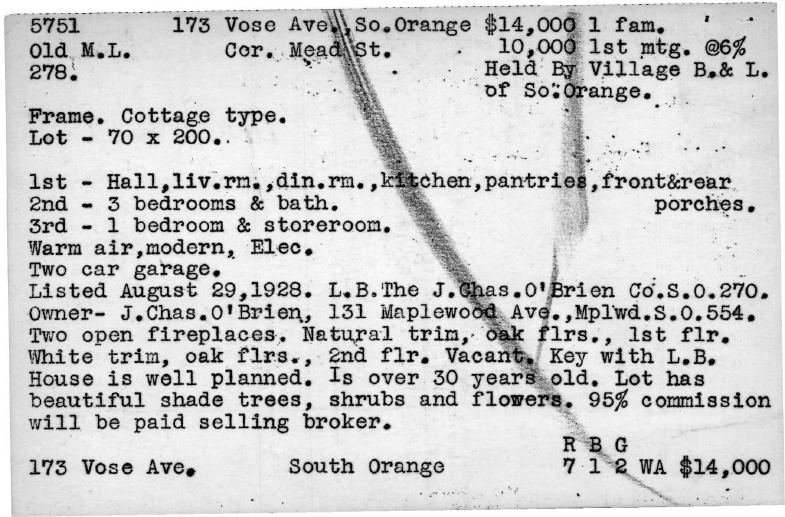 5751 173 Vose Ave.,So.Orange $14,000 1 fam.
Old M.L. Cor. Mead St. 10,000 1st mtg. @6%
278. Held By Village B.& L.
of So.Orange.
Frame. Cottage type.
Lot - 70 x 200.
1st - Hall,liv.rm.,din.rm.,kitchen,pantries,front&rear
2nd - 3 bedrooms & bath. porches.
3rd - 1 bedroom & storeroom.
Warm air,modern, Elec.
Two car garage.
Listed August 29,1928. L.B.The J.Chas.O'Brien Co.S.O.270.
Owner- J.Chas.O'Brien, 131 Maplewood Ave.,Mplwd.S.O.554.
Two open fireplaces. Natural trim, oak flrs., 1st flr.
White trim, oak flrs., 2nd flr. Vacant. Key with L.B.
House is well planned. Is over 30 years old. Lot has
beautiful shade trees, shrubs and flowers. 95% commission
will be paid selling broker.
R B G
173 Vose Ave. South Orange 7 1 2 WA $14,000